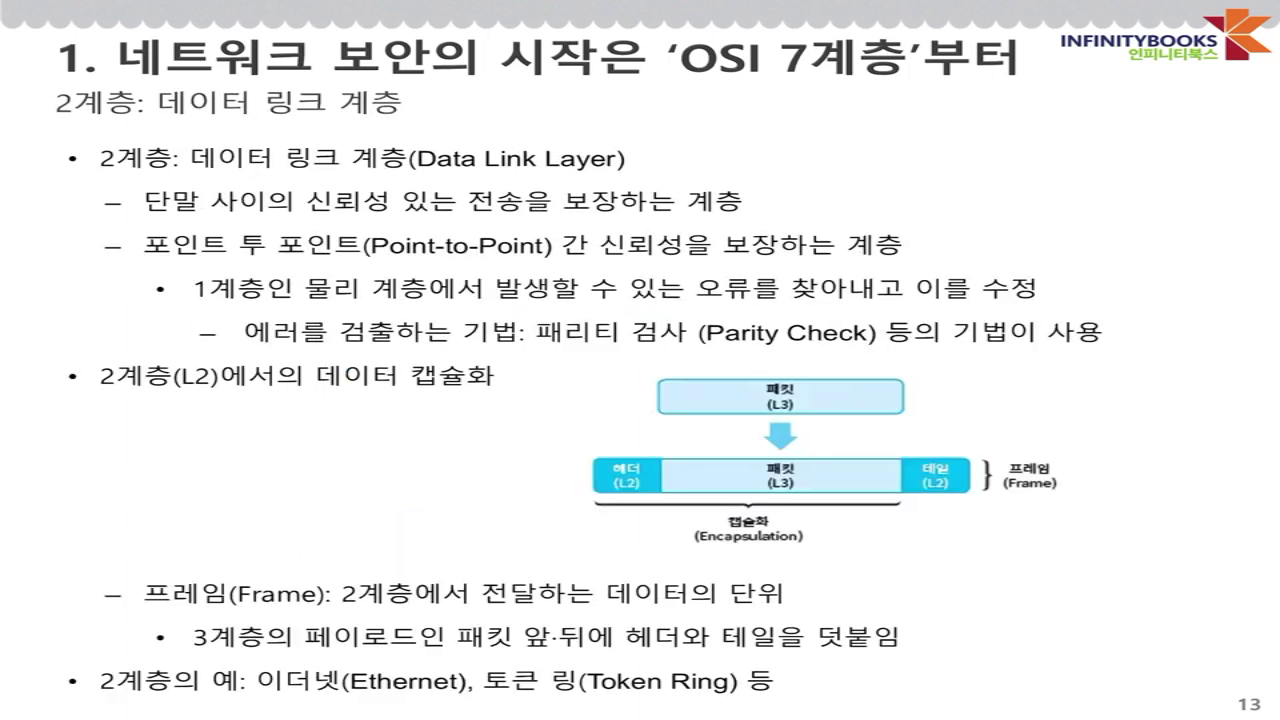 1. 네트워크 보안의 시작은 ‘OSI 7계층’부터
INFINITYBOOKS
인피니티북스
2계층: 데이터 링크 계층
• 2계층: 데이터 링크 계층(Data Link Layer)
– 단말 사이의 신뢰성 있는 전송을 보장하는 계층
– 포인트 투 포인트(Point-to-Point) 간 신뢰성을 보장하는 계층
• 1계층인 물리 계층에서 발생할 수 있는 오류를 찾아내고 이를 수정
– 에러를 검출하는 기법: 패리티 검사 (Parity Check) 등의 기법이 사용
• 2계층(L2)에서의 데이터 캡슐화
패킷
(L3)
헤더
(L2)
패킷
(L3)
테일
(L2)
프레임
(Frame)
캡슐화
(Encapsulation)
– 프레임(Frame): 2계층에서 전달하는 데이터의 단위
• 3계층의 페이로드인 패킷 앞·뒤에 헤더와 테일을 덧붙임
• 2계층의 예: 이더넷(Ethernet), 토큰 링(Token Ring) 등
13